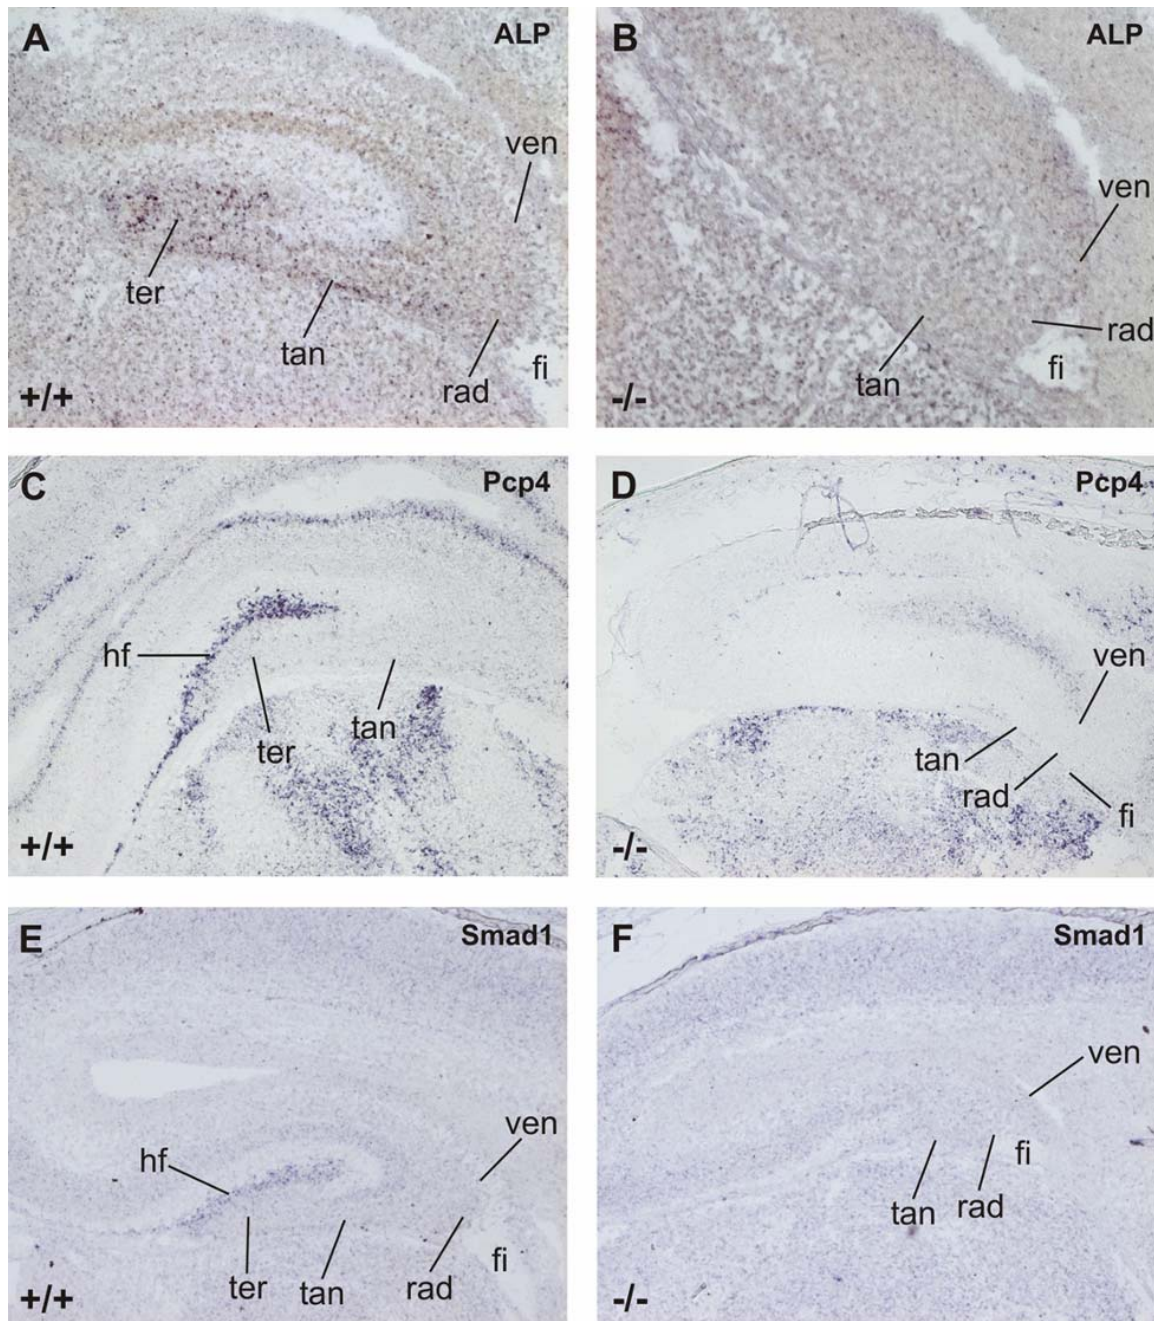 A ALP
ven
ter
tan
rad
fi
+/+
B ALP
ven
rad
fi
tan
-/-
C Pcp4
hf
ter
tan
+/+
D Pcp4
ven
tan
rad
fi
-/-
E Smad1
ven
hf
ter
tan
rad
fi
+/+
F Smad1
ven
fi
tan
rad
-/-